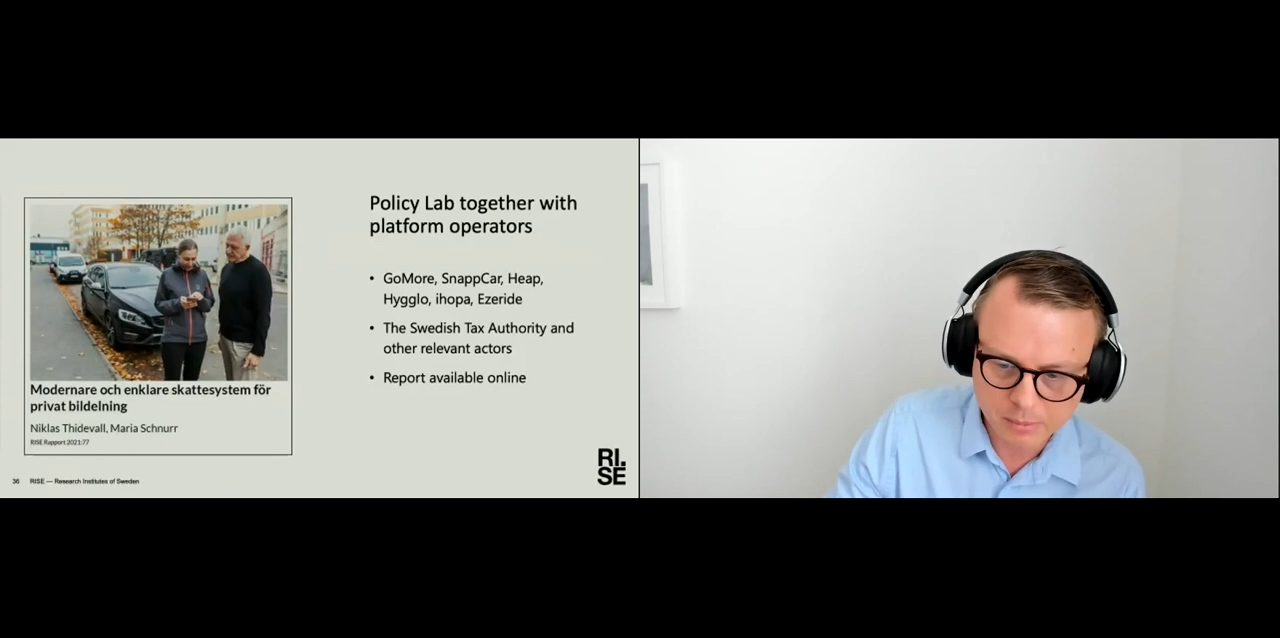 Policy Lab together with
platform operators
• GoMore, SnappCar, Heap,
Hygglo, ihopa, Ezeride
• The Swedish Tax Authority and
other relevant actors
• Report available online
Modernare och enklare skattesystem för
privat bildelning
Niklas Thidevall, Maria Schnurr
RISE Rapport 2021:77
36 RISE — Research Institutes of Sweden
RI.
SE